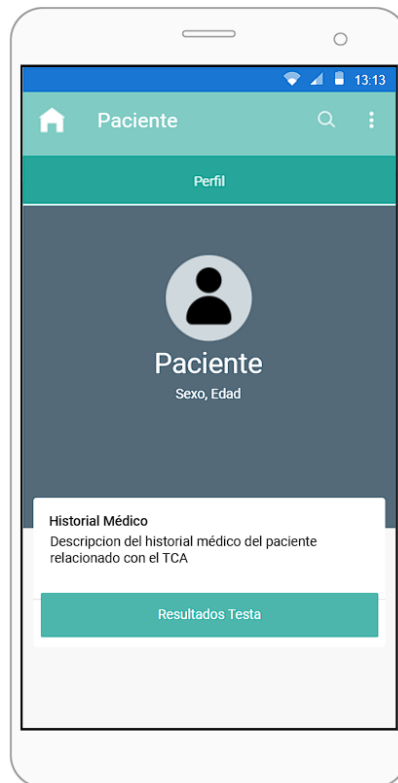 13:13
Paciente
Perfil
Paciente
Sexo, Edad
Historial Médico
Descripcion del historial médico del paciente
relacionado con el TCA
Resultados Testa